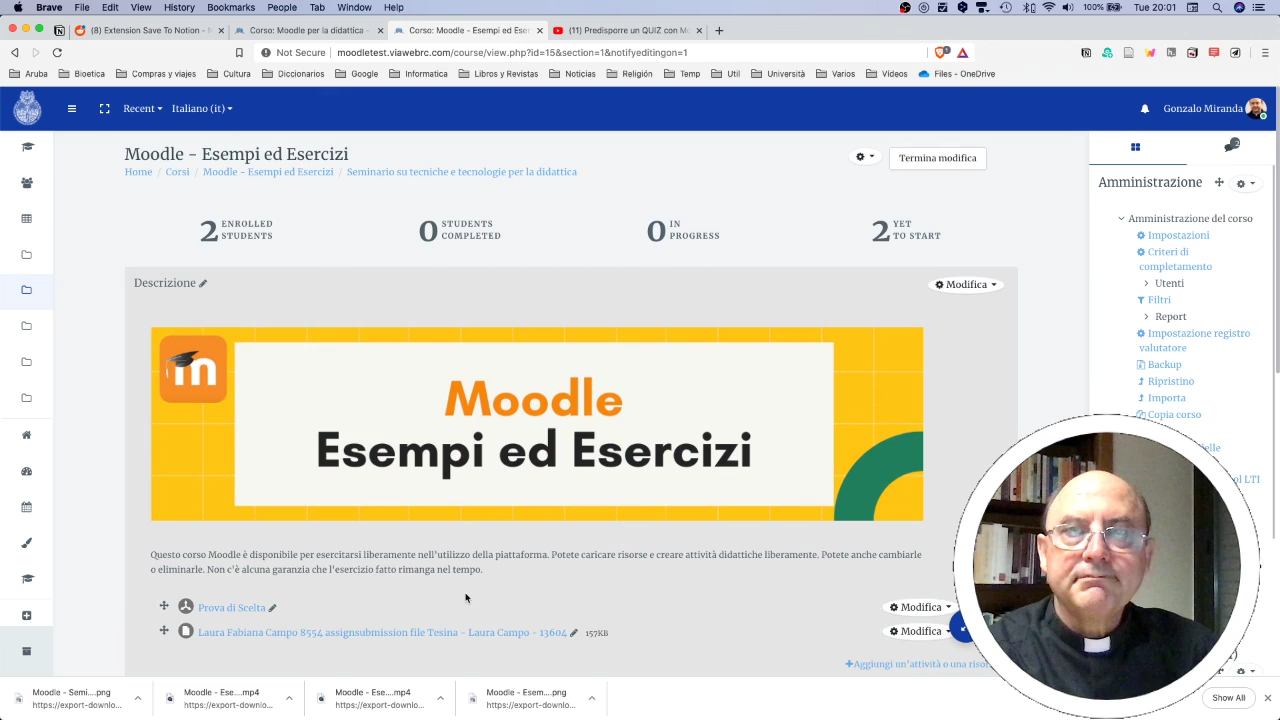 Brave Browser File Edit View History Bookmarks People Tab Window Help
(8) Extension Save To Notion - B
Corso: Moodle per la didattica -
Corso: Moodle - Esempi ed Eser
(11) Predisporre un QUIZ con Mo
Not Secure moodletest.viawebrc.com/course/view.php?id=15&section=1&notifyeditingon=1
Aruba Bioetica Compras y viajes Cultura Diccionarios Google Informatica Libros y Revistas Noticias Religión Temp Util Università Varios Vídeos Files - OneDrive
Recent Italiano (it) Gonzalo Miranda
Moodle - Esempi ed Esercizi
Termina modifica
Home / Corsi / Moodle - Esempi ed Esercizi / Seminario su tecniche e tecnologie per la didattica
2 ENROLLED STUDENTS
0 STUDENTS COMPLETED
0 IN PROGRESS
2 YET TO START
Descrizione
Modifica
m
Moodle
Esempi ed Esercizi
Questo corso Moodle è disponibile per esercitarsi liberamente nell'utilizzo della piattaforma. Potete caricare risorse e creare attività didattiche liberamente. Potete anche cambiarle
o eliminarle. Non c'è alcuna garanzia che l'esercizio fatto rimanga nel tempo.
Prova di Scelta
Modifica
Laura Fabiana Campo 8554 assignsubmission file Tesina - Laura Campo - 13604 157KB
Modifica
Aggiungi un'attività o una
Amministrazione
Amministrazione del corso
Impostazioni
Criteri di
completamento
Utenti
Filtri
Report
Impostazione registro
valutatore
Backup
Ripristino
Importa
Copia corso
LTI
Moodle - Semi....png
https://export-downlo...
Moodle - Ese....mp4
https://export-downlo...
Moodle - Ese....mp4
https://export-downlo...
Moodle - Esem....png
https://export-downlo...
Show All